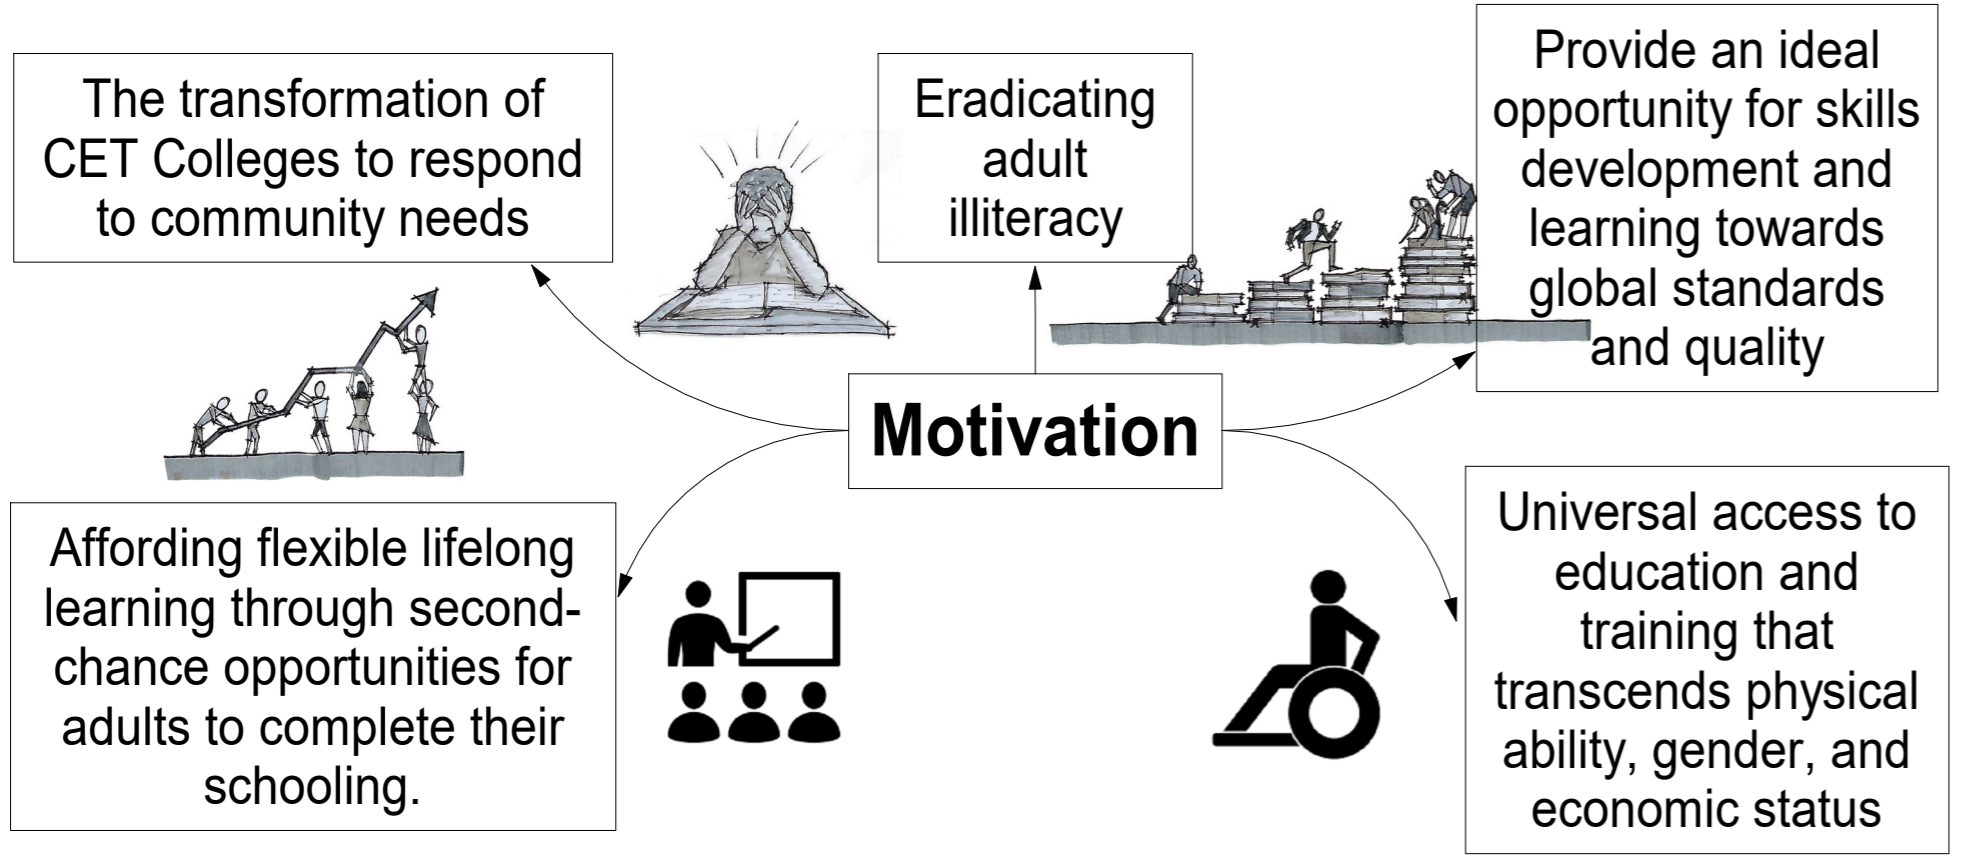 The transformation of
CET Colleges to respond
to community needs
Eradicating
adult
illiteracy
Provide an ideal
opportunity for skills
development and
learning towards
global standards
and quality
Motivation
Affording flexible lifelong
learning through second-
chance opportunities for
adults to complete their
schooling.
Universal access to
education and
training that
transcends physical
ability, gender, and
economic status